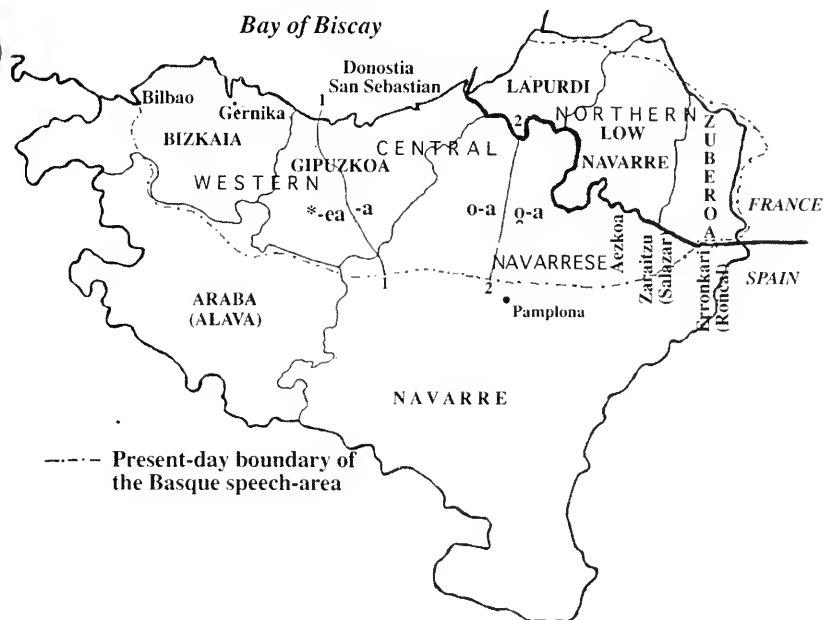 Bay of Biscay
Donostia
San Sebastian
Bilbao
Gernika
1
LAPURDI
BIZKAIA
2
NORTHERN
LOW
NAVARRE
ZUBEROA
CENTRAL
GIPUZKOA
WESTERN
*-ea -a
o-a o̯-a
FRANCE
SPAIN
NAVARRESE
Aezkoa
Zaraitzu
(Salazar)
Erronkari
(Roncal)
1
2
ARABA
(ALAVA)
Pamplona
NAVARRE
Present-day boundary of
the Basque speech-area